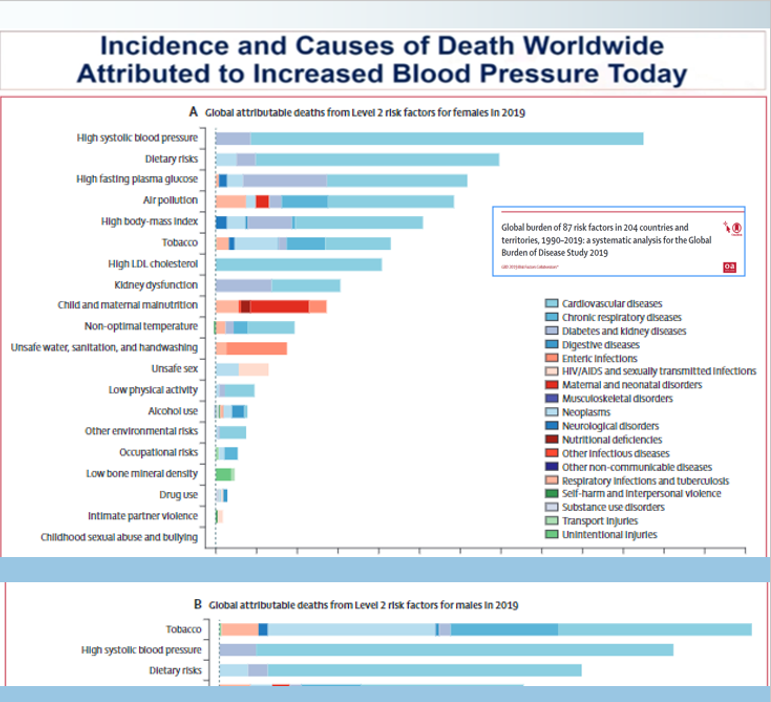 Incidence and Causes of Death Worldwide
Attributed to Increased Blood Pressure Today
A Global attributable deaths from Level 2 risk factors for females in 2019
High systolic blood pressure
Dietary risks
High fasting plasma glucose
Air pollution
High body-mass index
Tobacco
High LDL cholesterol
Kidney dysfunction
Child and maternal malnutrition
Non-optimal temperature
Unsafe water, sanitation, and handwashing
Unsafe sex
Low physical activity
Alcohol use
Other environmental risks
Occupational risks
Low bone mineral density
Drug use
Intimate partner violence
Childhood sexual abuse and bullying
Global burden of 87 risk factors in 204 countries and
territories, 1990–2019: a systematic analysis for the Global
Burden of Disease Study 2019
oa
Cardiovascular diseases
Chronic respiratory diseases
Diabetes and kidney diseases
Digestive diseases
Enteric infections
HIV/AIDS and sexually transmitted infections
Maternal and neonatal disorders
Musculoskeletal disorders
Neoplasms
Neurological disorders
Nutritional deficiencies
Other infectious diseases
Other non-communicable diseases
Respiratory infections and tuberculosis
Self-harm and interpersonal violence
Substance use disorders
Transport injuries
Unintentional injuries
B Global attributable deaths from Level 2 risk factors for males in 2019
Tobacco
High systolic blood pressure
Dietary risks